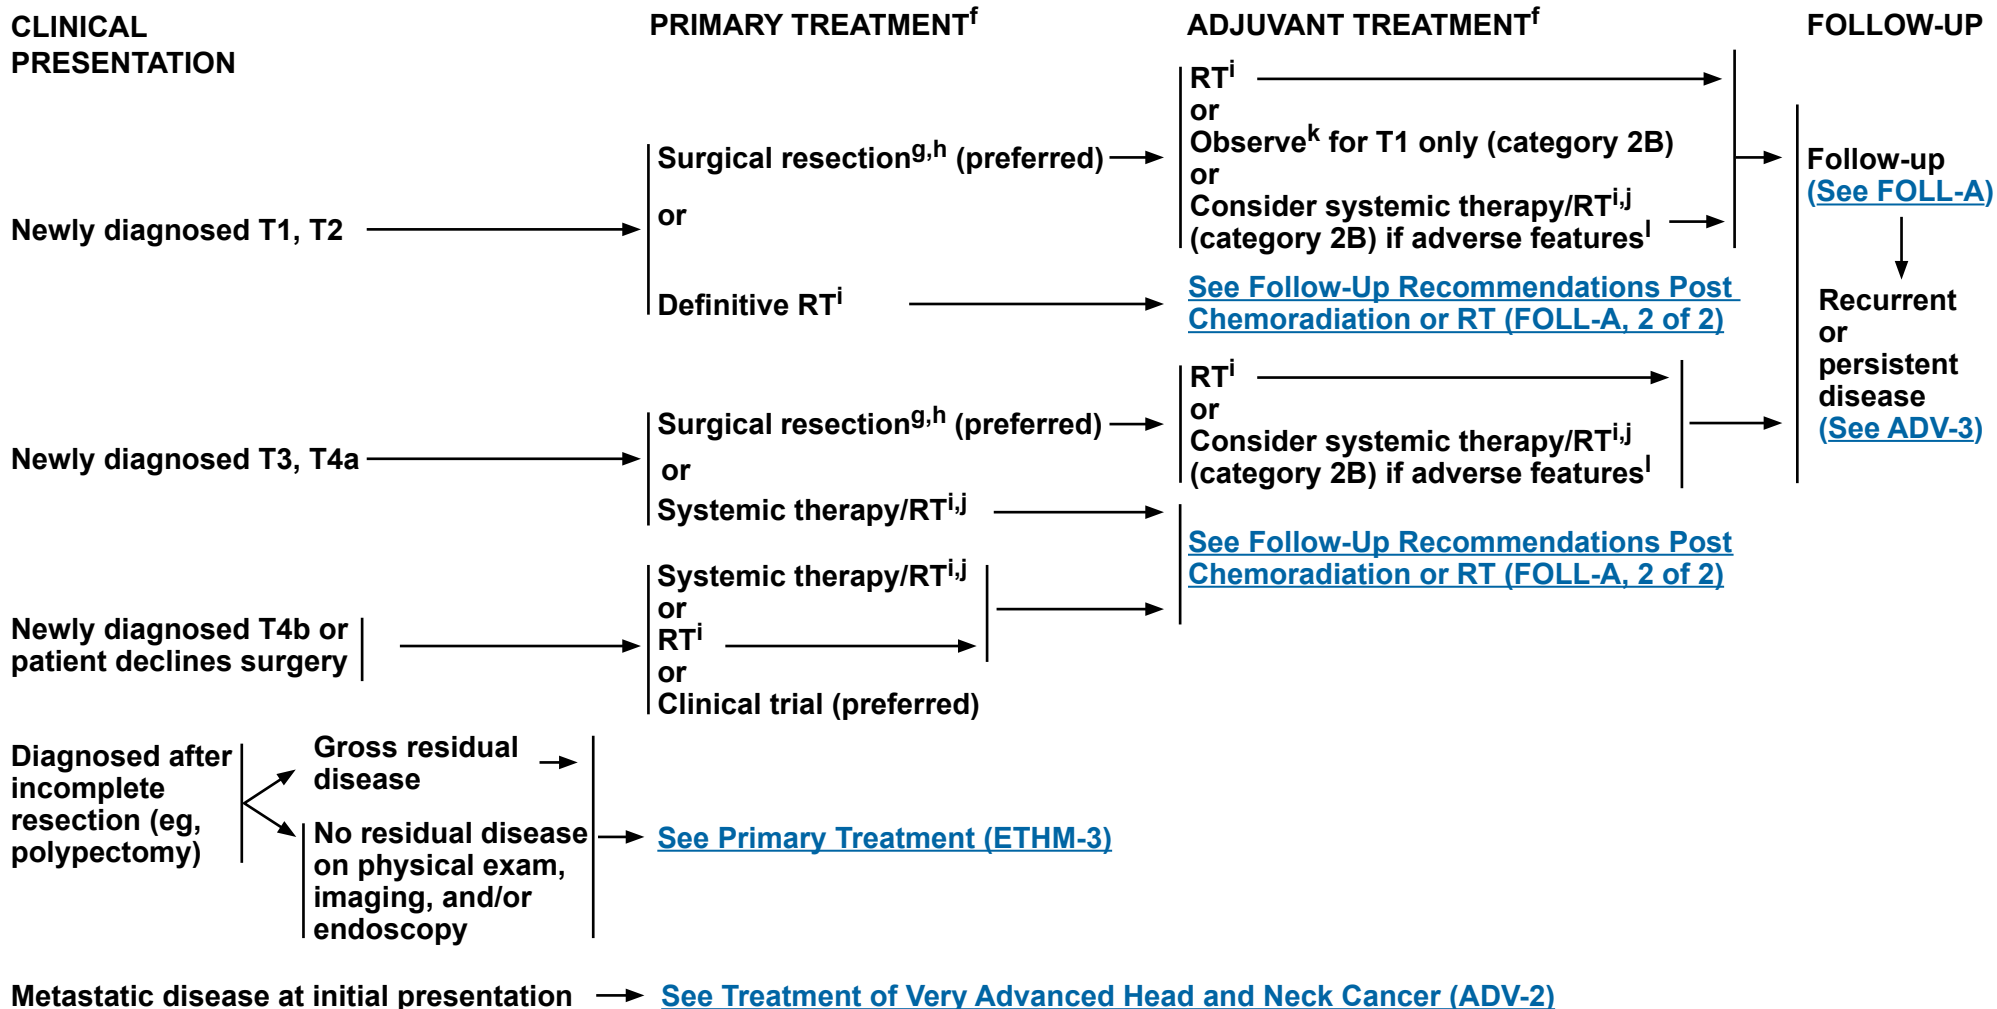 CLINICAL
PRESENTATION
PRIMARY TREATMENTf
ADJUVANT TREATMENTf
FOLLOW-UP
Newly diagnosed T1, T2
Surgical resectiong,h (preferred)
or
Definitive RTi
RTi
or
Observek for T1 only (category 2B)
or
Consider systemic therapy/RTi,j
(category 2B) if adverse featuresl
See Follow-Up Recommendations Post
Chemoradiation or RT (FOLL-A, 2 of 2)
Follow-up
(See FOLL-A)
Recurrent
or
persistent
disease
(See ADV-3)
Newly diagnosed T3, T4a
Surgical resectiong,h (preferred)
or
Systemic therapy/RTi,j
RTi
or
Consider systemic therapy/RTi,j
(category 2B) if adverse featuresl
See Follow-Up Recommendations Post
Chemoradiation or RT (FOLL-A, 2 of 2)
Newly diagnosed T4b or
patient declines surgery
Systemic therapy/RTi,j
or
RTi
or
Clinical trial (preferred)
Diagnosed after
incomplete
resection (eg,
polypectomy)
Gross residual
disease
No residual disease
on physical exam,
imaging, and/or
endoscopy
See Primary Treatment (ETHM-3)
Metastatic disease at initial presentation
See Treatment of Very Advanced Head and Neck Cancer (ADV-2)